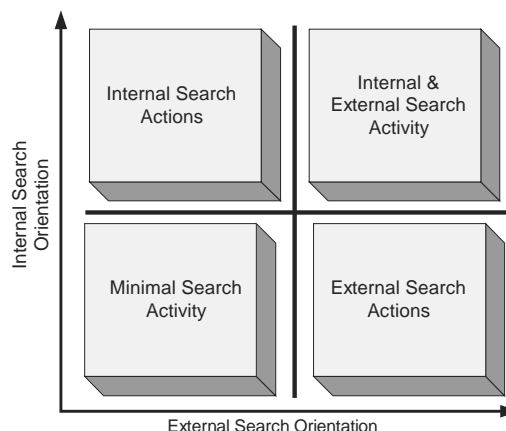 Internal Search
Actions
Internal &
External Search
Activity
Internal Search
Orientation
Minimal Search
Activity
External Search
Actions
External Search Orientation